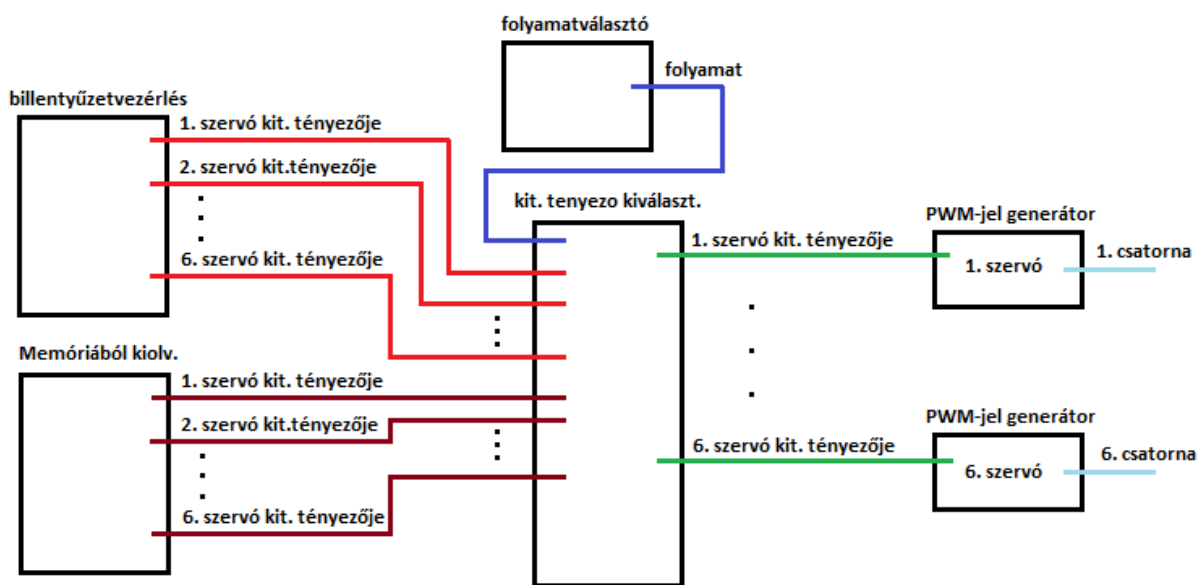 folyamatválasztó
folyamat
billentyűzetvezérlés
1. szervó kit. tényezője
2. szervó kit.tényezője
6. szervó kit. tényezője
kit. tenyezo kiválaszt.
1. szervó kit. tényezője
PWM-jel generátor
1. szervó
1. csatorna
Memóriából kiolv.
1. szervó kit. tényezője
2. szervó kit.tényezője
6. szervó kit. tényezője
6. szervó kit. tényezője
PWM-jel generátor
6. szervó
6. csatorna